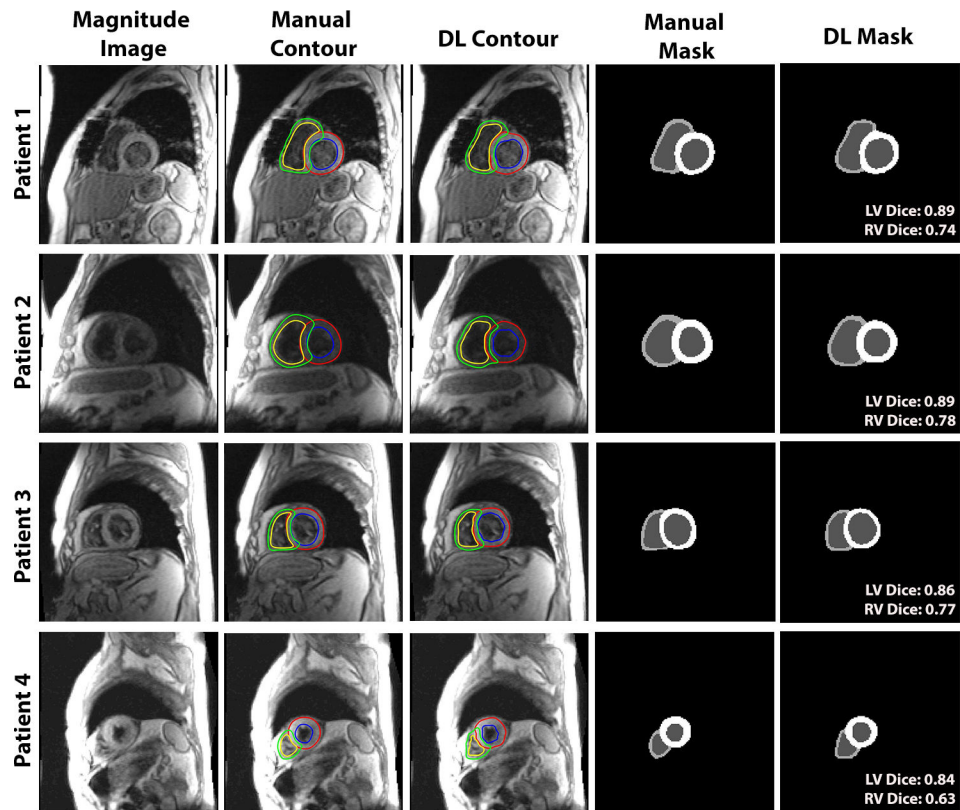 Magnitude
Image
Manual
Contour
DL Contour
Manual
Mask
DL Mask
Patient 1
LV Dice: 0.89
RV Dice: 0.74
Patient 2
LV Dice: 0.89
RV Dice: 0.78
Patient 3
LV Dice: 0.86
RV Dice: 0.77
Patient 4
LV Dice: 0.84
RV Dice: 0.63